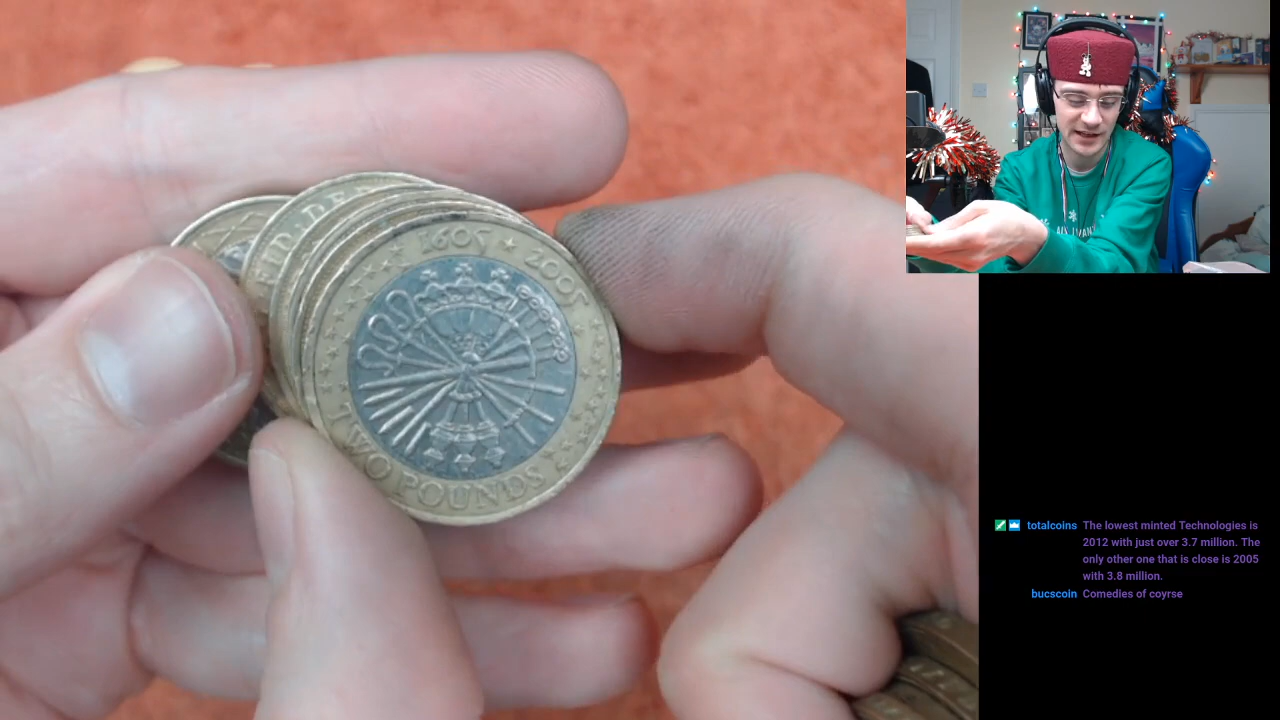 1605 ★ 2005
TWO POUNDS
totalcoins The lowest minted Technologies is
2012 with just over 3.7 million. The
only other one that is close is 2005
with 3.8 million.
bucscoin Comedies of coyrse